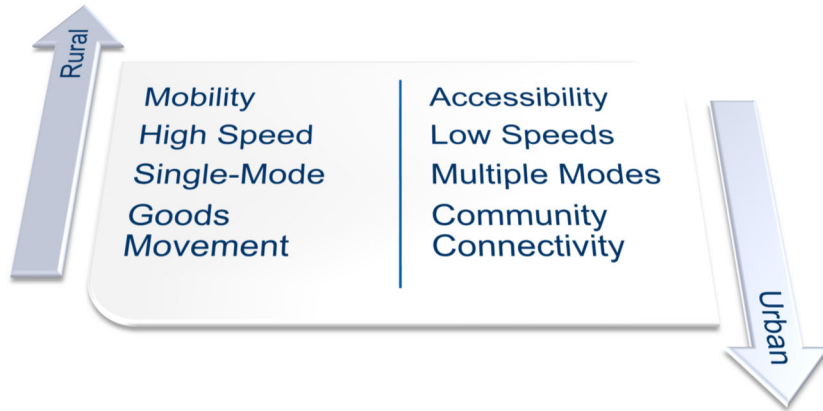 Rural
Mobility
High Speed
Single-Mode
Goods
Movement
Accessibility
Low Speeds
Multiple Modes
Community
Connectivity
Urban